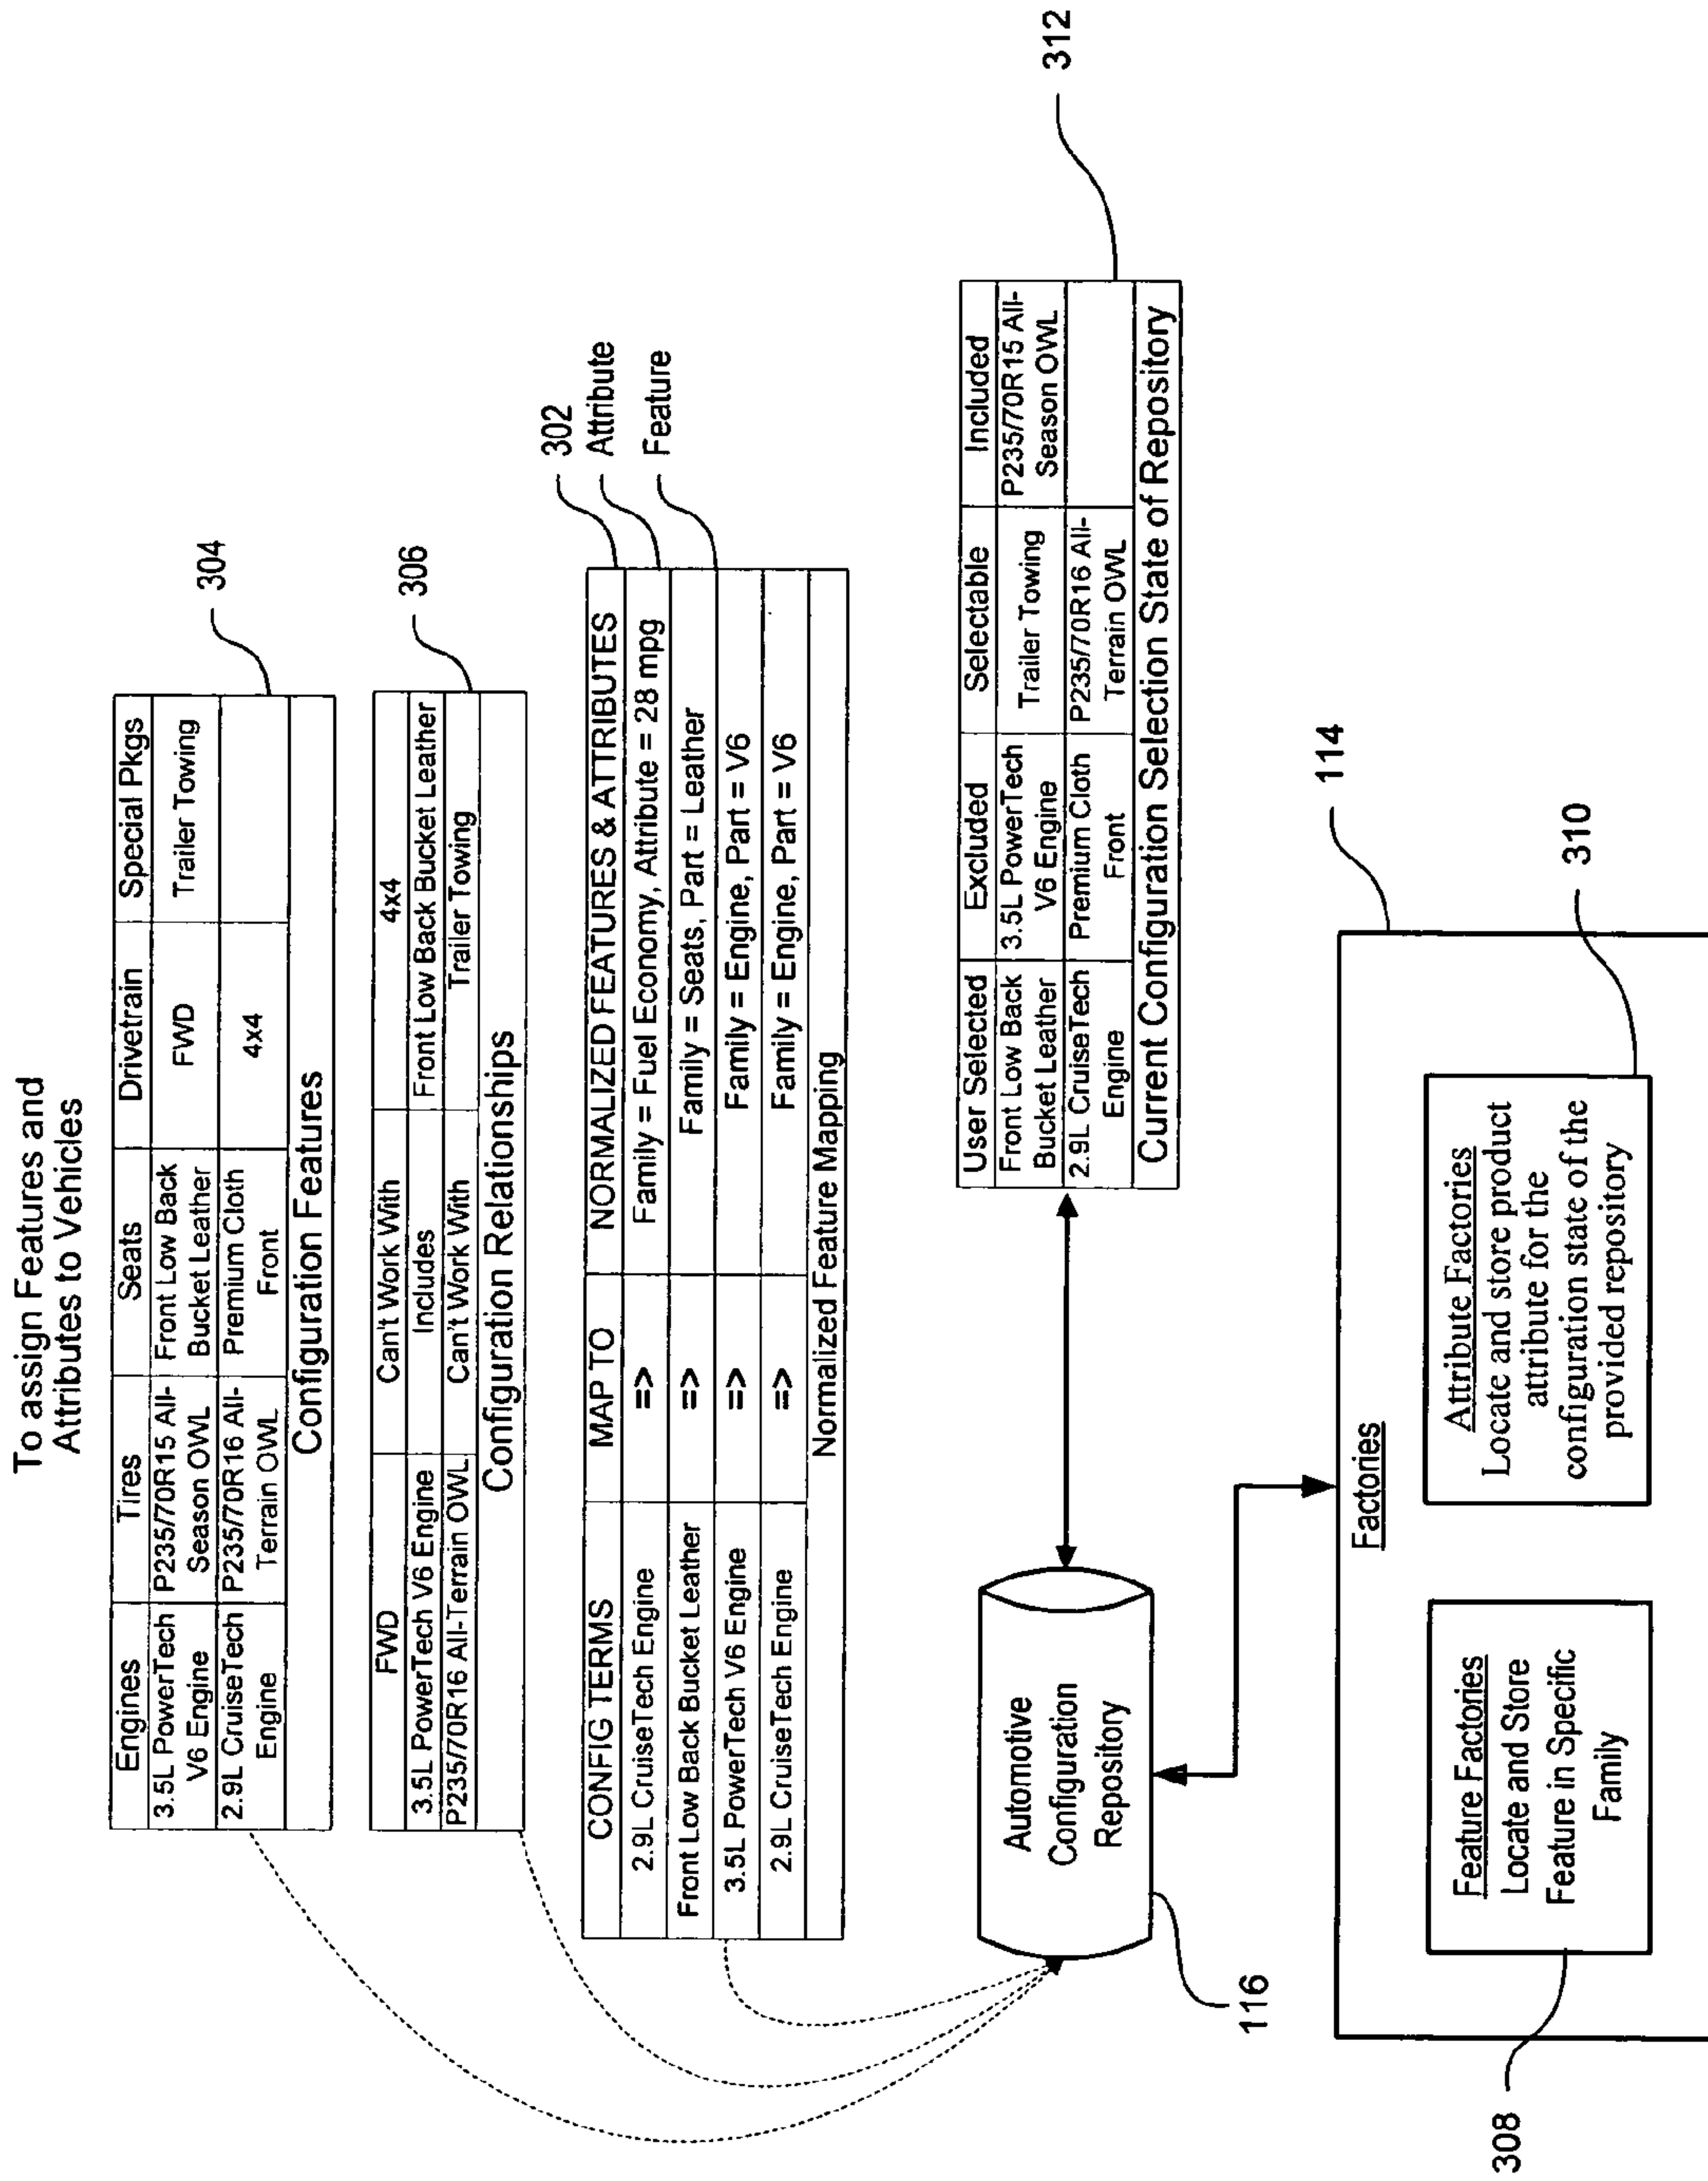 To assign Features and
Attributes to Vehicles
Engines Tires Seats Drivetrain Special Pkgs
3.5L PowerTech P235/70R15 All- Front Low Back FWD Trailer Towing
V6 Engine Season OWL Bucket Leather
2.9L CruiseTech P235/70R16 All- Premium Cloth 4x4
Engine Terrain OWL Front
Configuration Features
304
FWD Can't Work With 4x4
3.5L PowerTech V6 Engine Includes Front Low Back Bucket Leather
P235/70R16 All-Terrain OWL Can't Work With Trailer Towing
Configuration Relationships
306
CONFIG TERMS MAP TO NORMALIZED FEATURES & ATTRIBUTES
2.9L CruiseTech Engine => Family = Fuel Economy, Attribute = 28 mpg
Front Low Back Bucket Leather => Family = Seats, Part = Leather
3.5L PowerTech V6 Engine => Family = Engine, Part = V6
2.9L CruiseTech Engine => Family = Engine, Part = V6
Normalized Feature Mapping
302
Attribute
Feature
User Selected Excluded Selectable Included
Front Low Back 3.5L PowerTech Trailer Towing P235/70R15 All-
Bucket Leather V6 Engine Season OWL
2.9L CruiseTech Premium Cloth P235/70R16 All-
Engine Front Terrain OWL
Current Configuration Selection State of Repository
312
Automotive
Configuration
Repository
116
Factories
114
Feature Factories
Locate and Store
Feature in Specific
Family
308
Attribute Factories
Locate and store product
attribute for the
configuration state of the
provided repository
310